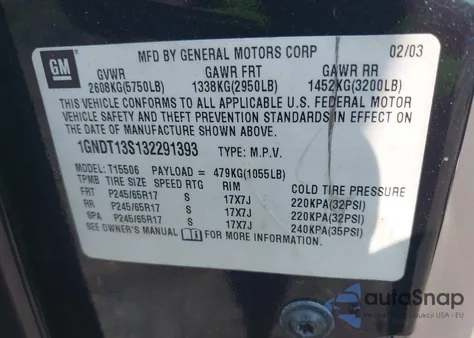 GM
MFD BY GENERAL MOTORS CORP 02/03
GVWR GAWR FRT GAWR RR
2608KG(5750LB) 1338KG(2950LB) 1452KG(3200LB)
THIS VEHICLE CONFORMS TO ALL APPLICABLE U.S. FEDERAL MOTOR
VEHICLE SAFETY AND THEFT PREVENTION STANDARDS IN EFFECT ON
THE DATE OF MANUFACTURE SHOWN ABOVE.
1GNDT13S132291393 TYPE: M.P.V.
MODEL: T15506 PAYLOAD = 479KG(1055LB)
TPMB TIRE SIZE SPEED RTG RIM COLD TIRE PRESSURE
FRT P245/65R17 S 17X7J 220KPA(32PSI)
RR P245/65R17 S 17X7J 220KPA(32PSI)
SPA P245/65R17 S 17X7J 240KPA(35PSI)
SEE OWNER'S MANUAL FOR MORE INFORMATION.
autoSnap
USA - EU